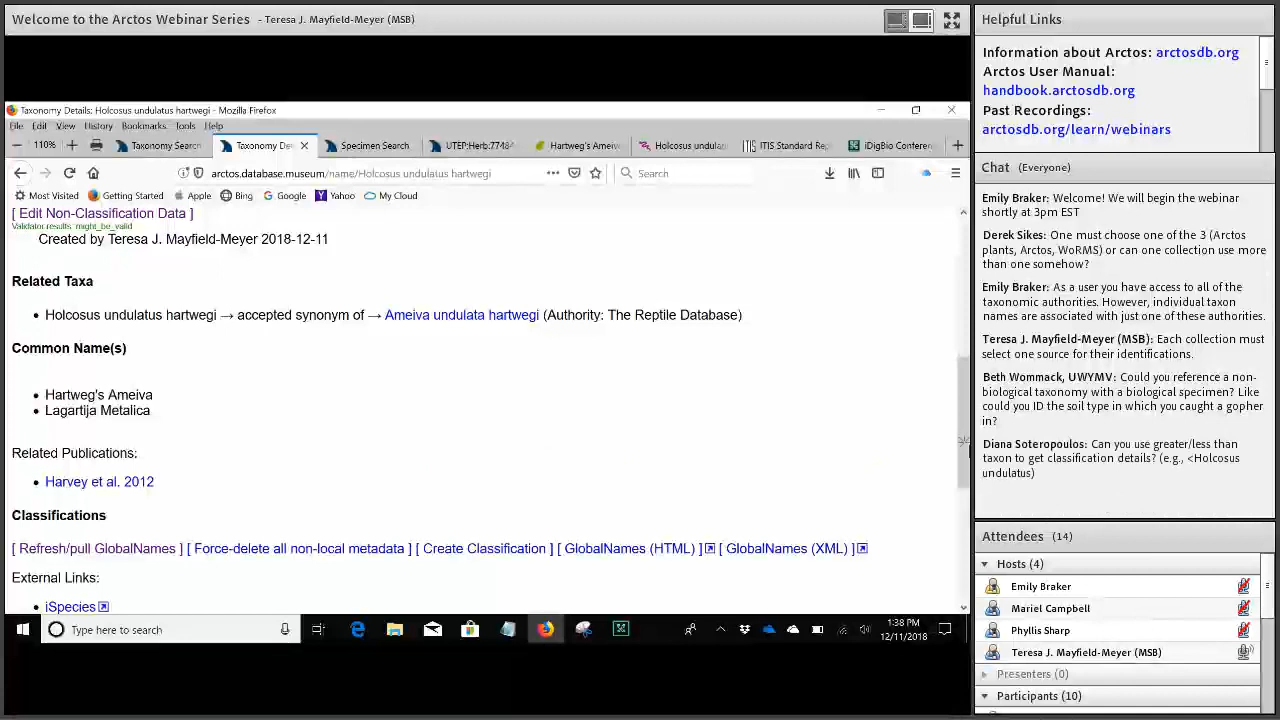 Welcome to the Arctos Webinar Series - Teresa J. Mayfield-Meyer (MSB)
Taxonomy Details: Holcosus undulatus hartwegi - Mozilla Firefox
File Edit View History Bookmarks Tools Help
110% Taxonomy Search Taxonomy De Specimen Search UTEP:Herb:7748 Hartweg's Ameiv Holcosus undulat ITIS Standard Rep iDigBio Conferenc
arctos.database.museum/name/Holcosus undulatus hartwegi Search
Most Visited Getting Started Apple Bing Google Yahoo My Cloud
[ Edit Non-Classification Data ]
Validator.results: might_be_valid
Created by Teresa J. Mayfield-Meyer 2018-12-11
Related Taxa
Holcosus undulatus hartwegi → accepted synonym of → Ameiva undulata hartwegi (Authority: The Reptile Database)
Common Name(s)
Hartweg's Ameiva
Lagartija Metalica
Related Publications:
Harvey et al. 2012
Classifications
[ Refresh/pull GlobalNames ] [ Force-delete all non-local metadata ] [ Create Classification ] [ GlobalNames (HTML) ] [ GlobalNames (XML) ]
External Links:
iSpecies
Type here to search
1:38 PM
12/11/2018
Helpful Links
Information about Arctos: arctosdb.org
Arctos User Manual:
handbook.arctosdb.org
Past Recordings:
arctosdb.org/learn/webinars
Chat (Everyone)
Emily Braker: Welcome! We will begin the webinar
shortly at 3pm EST
Derek Sikes: One must choose one of the 3 (Arctos
plants, Arctos, WoRMS) or can one collection use more
than one somehow?
Emily Braker: As a user you have access to all of the
taxonomic authorities. However, individual taxon
names are associated with just one of these authorities.
Teresa J. Mayfield-Meyer (MSB): Each collection must
select one source for their identifications.
Beth Wommack, UWYMV: Could you reference a non-
biological taxonomy with a biological specimen? Like
could you ID the soil type in which you caught a gopher
in?
Diana Soteropoulos: Can you use greater/less than
taxon to get classification details? (e.g., <Holcosus
undulatus)
Attendees (14)
Hosts (4)
Emily Braker
Mariel Campbell
Phyllis Sharp
Teresa J. Mayfield-Meyer (MSB)
Presenters (0)
Participants (10)